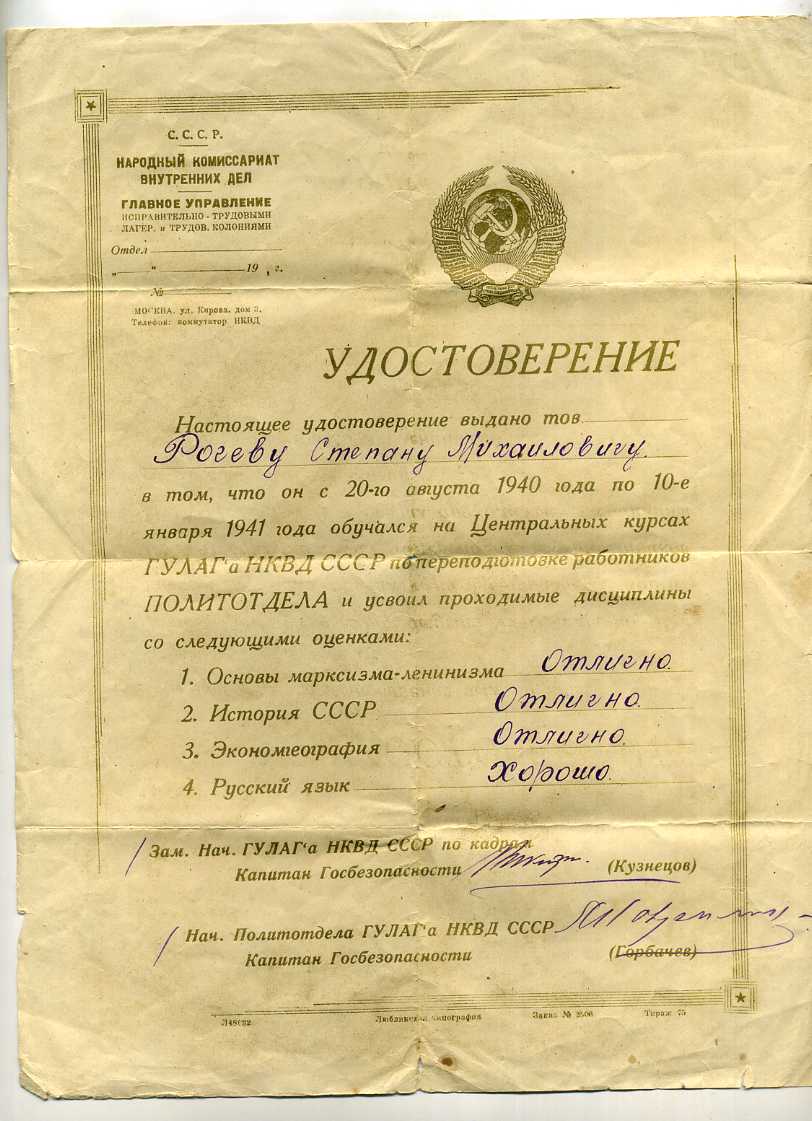 С. С. С. Р.
НАРОДНЫЙ КОМИССАРИАТ
ВНУТРЕННИХ ДЕЛ
ГЛАВНОЕ УПРАВЛЕНИЕ
ИСПРАВИТЕЛЬНО-ТРУДОВЫМИ
ЛАГЕР. и ТРУДОВ. КОЛОНИЯМИ
Отдел
„ “ 19 г.
№
МОСКВА, ул. Кирова, дом 3.
Телефон: коммутатор НКВД
УДОСТОВЕРЕНИЕ
Настоящее удостоверение выдано тов
Рогеву Степану Михаиловичу.
в том, что он с 20-го августа 1940 года по 10-е
января 1941 года обучался на Центральных курсах
ГУЛАГ‘а НКВД СССР по переподготовке работников
ПОЛИТОТДЕЛА и усвоил проходимые дисциплины
со следующими оценками:
1. Основы марксизма-ленинизма Отлично.
2. История СССР Отлично.
3. Экономгеография Отлично.
4. Русский язык Хорошо.
Зам. Нач. ГУЛАГ‘а НКВД СССР по кадрам
Капитан Госбезопасности (Кузнецов)
Нач. Политотдела ГУЛАГ‘а НКВД СССР
Капитан Госбезопасности (Горбачев)
Люблинская типография Заказ № Тираж 75